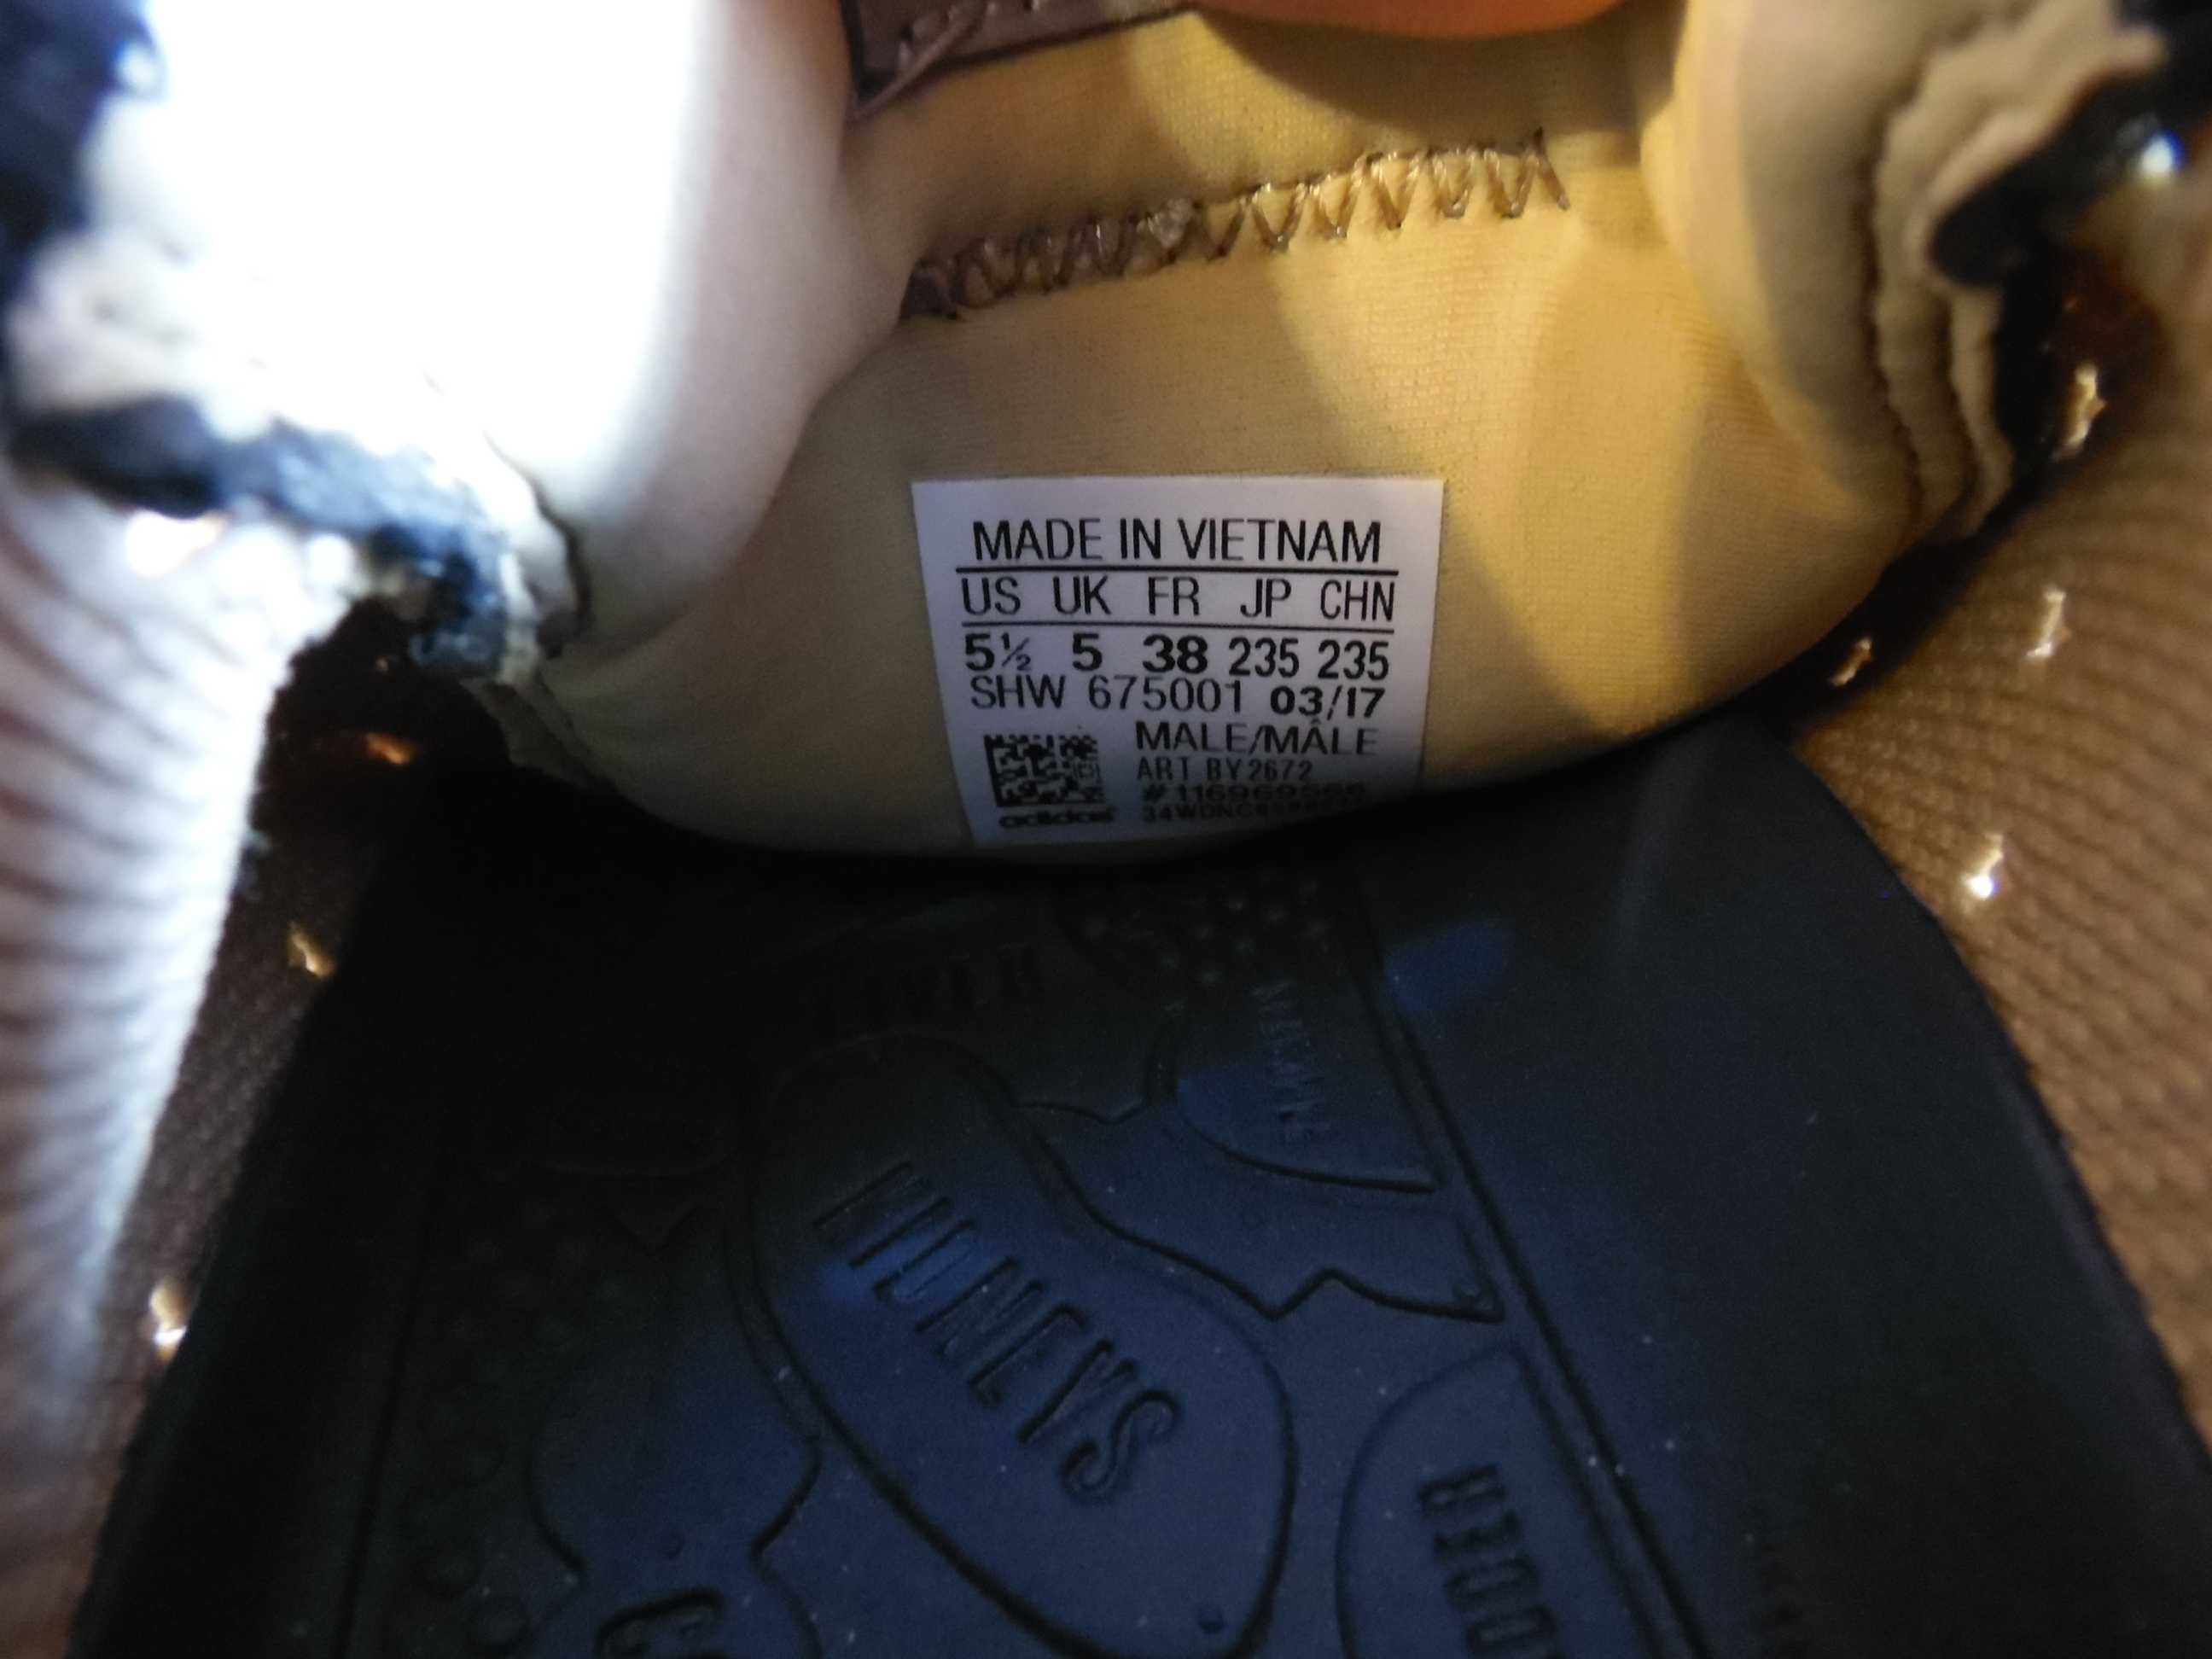 MADE IN VIETNAM
US UK FR JP CHN
5½ 5 38 235 235
SHW 675001 03/17
MALE/MÂLE
ART BY2672
adidas
KIDNEYS